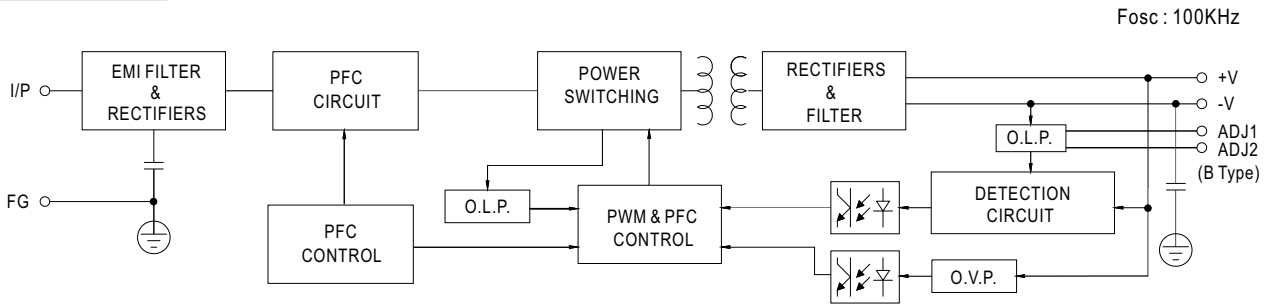 Fosc : 100KHz
I/P
EMI FILTER
&
RECTIFIERS
PFC
CIRCUIT
POWER
SWITCHING
RECTIFIERS
&
FILTER
+V
-V
O.L.P.
ADJ1
ADJ2
(B Type)
FG
O.L.P.
PFC
CONTROL
PWM & PFC
CONTROL
DETECTION
CIRCUIT
O.V.P.